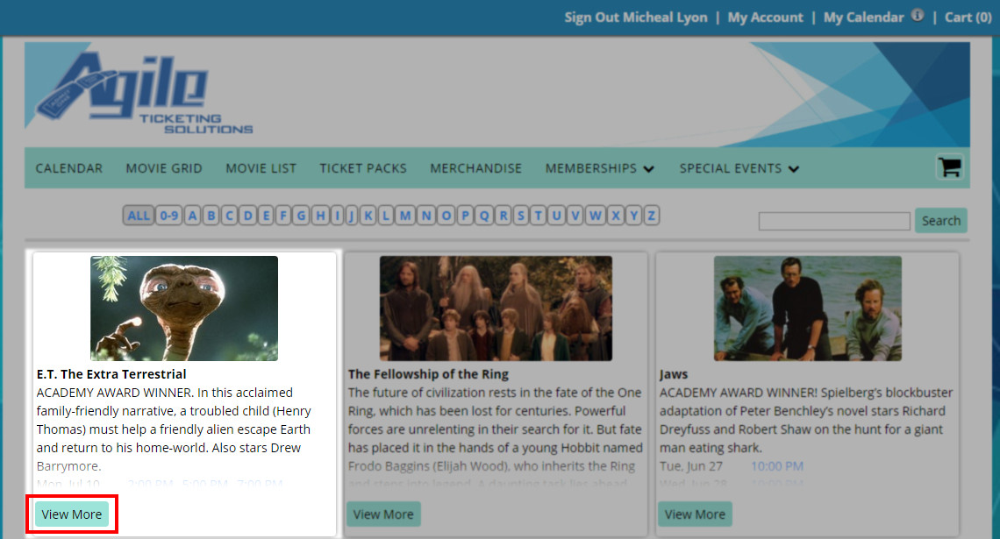 Sign Out Micheal Lyon | My Account | My Calendar i | Cart (0)
Agile
TICKETING
SOLUTIONS
CALENDAR MOVIE GRID MOVIE LIST TICKET PACKS MERCHANDISE MEMBERSHIPS SPECIAL EVENTS
ALL 0-9 A B C D E F G H I J K L M N O P Q R S T U V W X Y Z
Search
E.T. The Extra Terrestrial
ACADEMY AWARD WINNER. In this acclaimed
family-friendly narrative, a troubled child (Henry
Thomas) must help a friendly alien escape Earth
and return to his home-world. Also stars Drew
Barrymore.
Mon, Jul 10 2:00 PM 5:00 PM 7:00 PM
View More
The Fellowship of the Ring
The future of civilization rests in the fate of the One
Ring, which has been lost for centuries. Powerful
forces are unrelenting in their search for it. But fate
has placed it in the hands of a young Hobbit named
Frodo Baggins (Elijah Wood), who inherits the Ring
and steps into legend. A daunting task lies ahead
View More
Jaws
ACADEMY AWARD WINNER! Spielberg's blockbuster
adaptation of Peter Benchley's novel stars Richard
Dreyfuss and Robert Shaw on the hunt for a giant
man eating shark.
Tue, Jun 27 10:00 PM
Wed, Jun 28 10:00 PM
View More